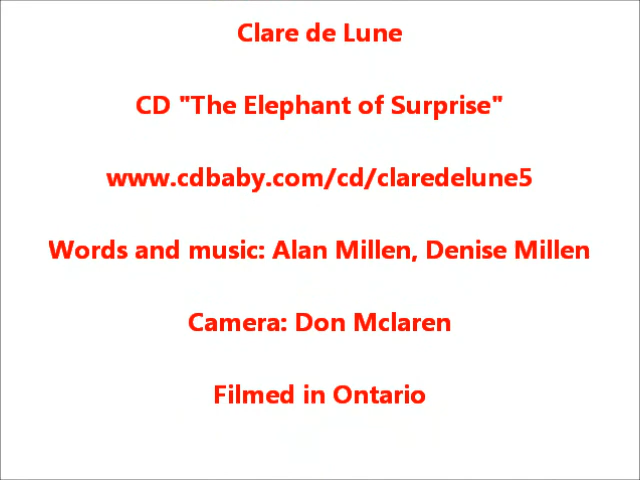 Clare de Lune
CD "The Elephant of Surprise"
www.cdbaby.com/cd/claredelune5
Words and music: Alan Millen, Denise Millen
Camera: Don Mclaren
Filmed in Ontario